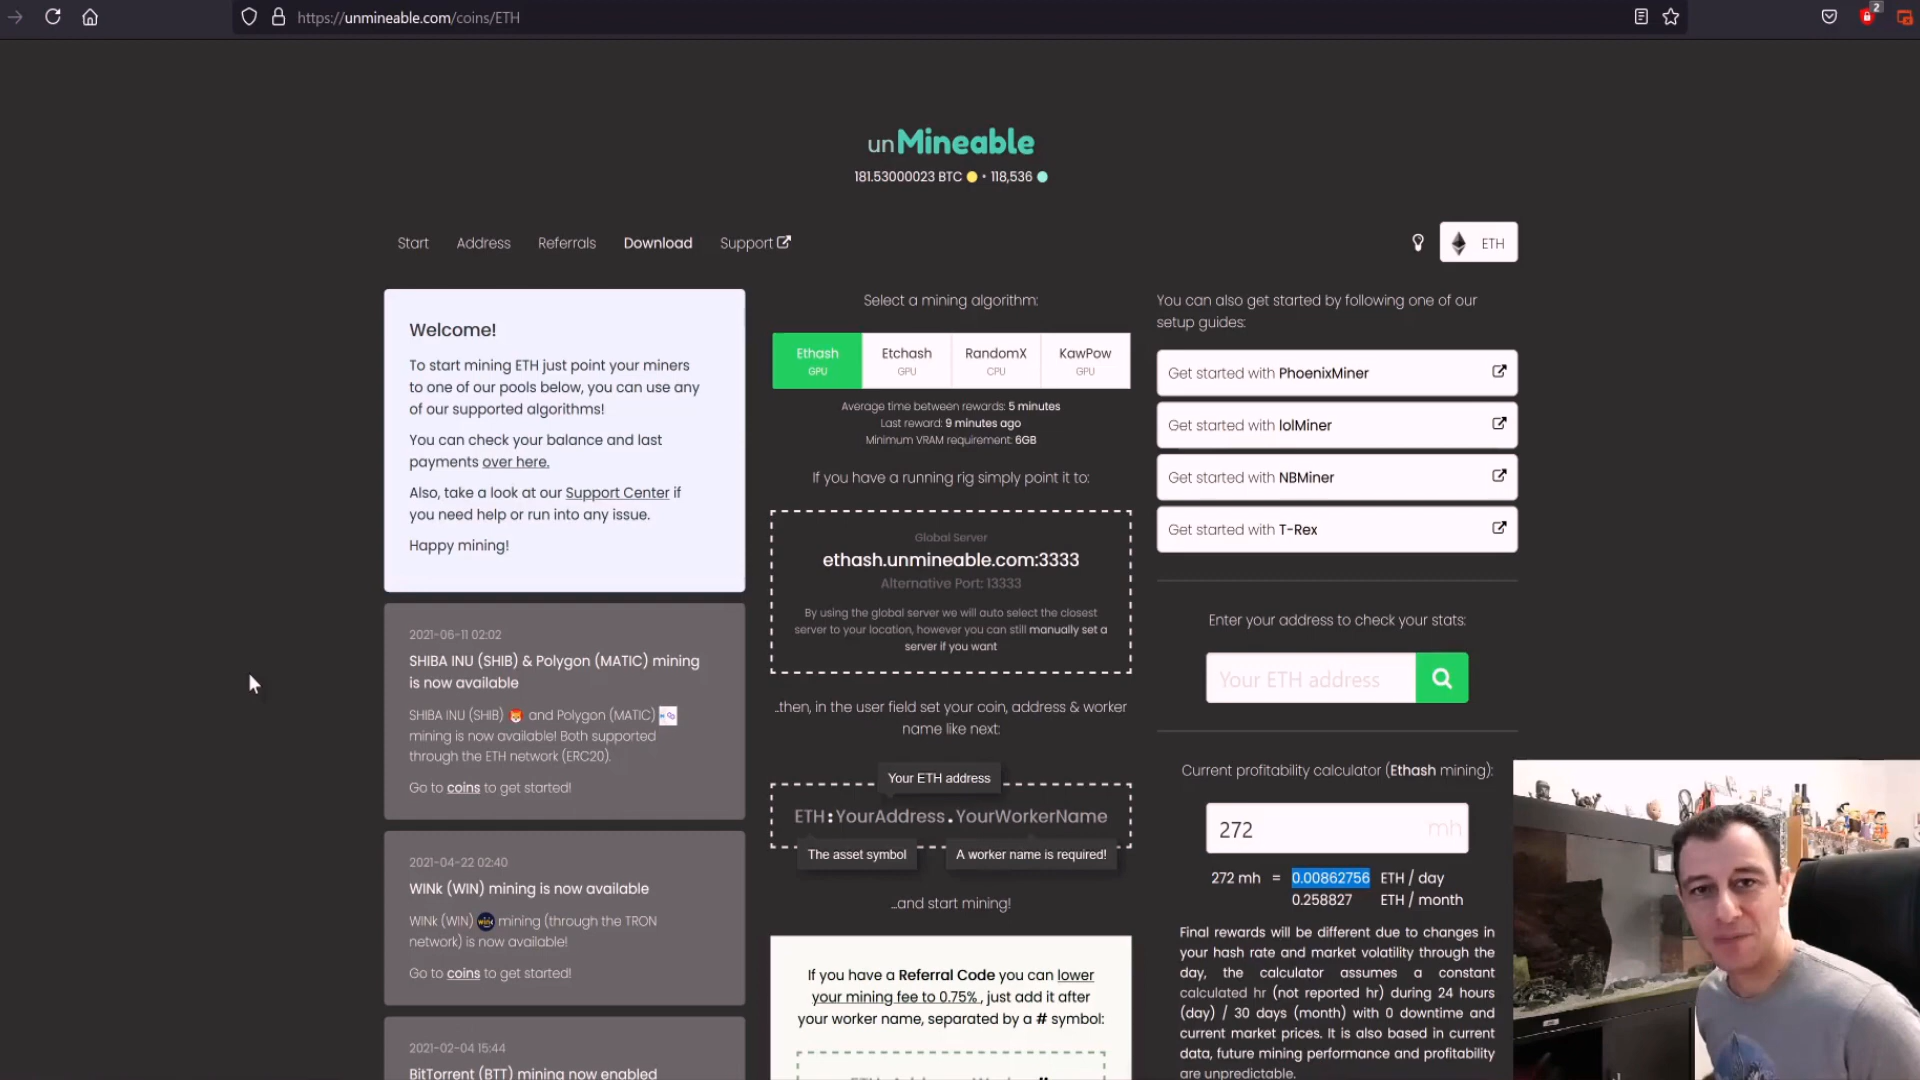 https://unmineable.com/coins/ETH
2
unMineable
181.53000023 BTC • 118,536
Start
Address
Referrals
Download
Support
ETH
Welcome!
To start mining ETH just point your miners
to one of our pools below, you can use any
of our supported algorithms!
You can check your balance and last
payments over here.
Also, take a look at our Support Center if
you need help or run into any issue.
Happy mining!
2021-06-11 02:02
SHIBA INU (SHIB) & Polygon (MATIC) mining
is now available
SHIBA INU (SHIB) and Polygon (MATIC)
mining is now available! Both supported
through the ETH network (ERC20).
Go to coins to get started!
2021-04-22 02:40
WINk (WIN) mining is now available
WINk (WIN) mining (through the TRON
network) is now available!
Go to coins to get started!
2021-02-04 15:44
BitTorrent (BTT) mining now enabled
Select a mining algorithm:
Ethash
GPU
Etchash
GPU
RandomX
CPU
KawPow
GPU
Average time between rewards: 5 minutes
Last reward: 9 minutes ago
Minimum VRAM requirement: 6GB
If you have a running rig simply point it to:
Global Server
ethash.unmineable.com:3333
Alternative Port: 13333
By using the global server we will auto select the closest
server to your location, however you can still manually set a
server if you want
..then, in the user field set your coin, address & worker
name like next:
Your ETH address
ETH:YourAddress.YourWorkerName
The asset symbol
A worker name is required!
...and start mining!
If you have a Referral Code you can lower
your mining fee to 0.75% , just add it after
your worker name, separated by a # symbol:
You can also get started by following one of our
setup guides:
Get started with PhoenixMiner
Get started with lolMiner
Get started with NBMiner
Get started with T-Rex
Enter your address to check your stats:
Your ETH address
Current profitability calculator (Ethash mining):
272 mh
272 mh = 0.00862756 ETH / day
0.258827 ETH / month
Final rewards will be different due to changes in
your hash rate and market volatility through the
day, the calculator assumes a constant
calculated hr (not reported hr) during 24 hours
(day) / 30 days (month) with 0 downtime and
current market prices. It is also based in current
data, future mining performance and profitability
are unpredictable.